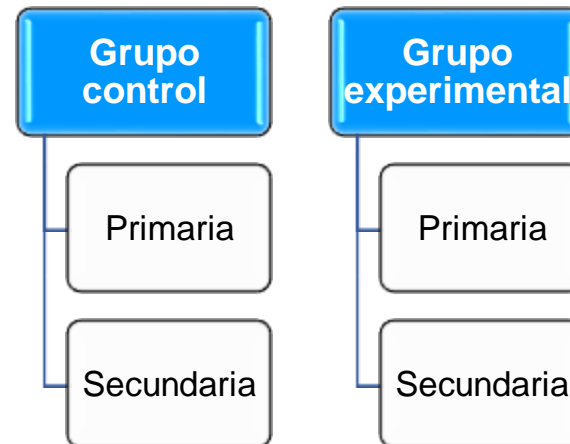 Grupo
control
Primaria
Secundaria
Grupo
experimental
Primaria
Secundaria